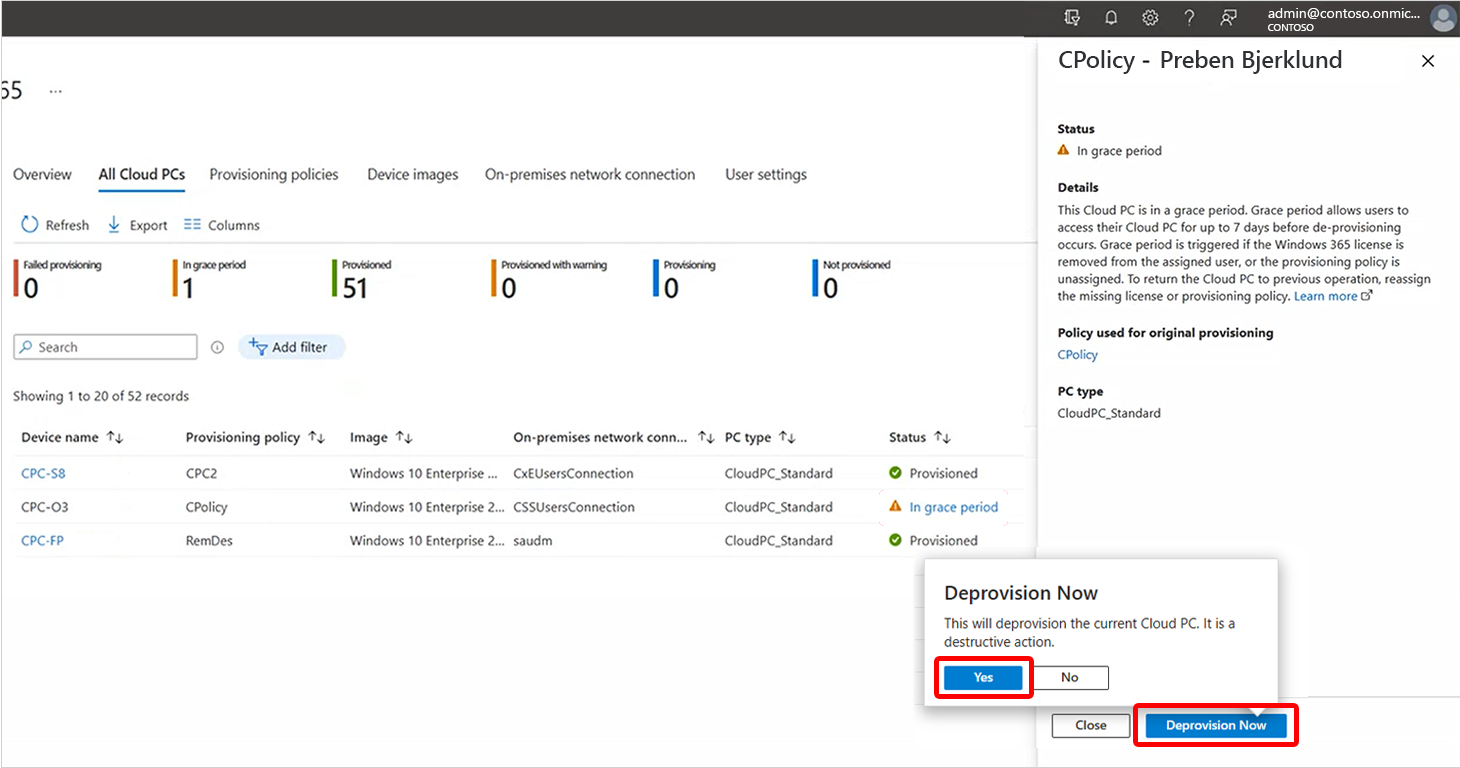 admin@contoso.onmic...
CONTOSO
65 ...
Overview All Cloud PCs Provisioning policies Device images On-premises network connection User settings
Refresh Export Columns
Failed provisioning In grace period Provisioned Provisioned with warning Provisioning Not provisioned
0 1 51 0 0 0
Search Add filter
Showing 1 to 20 of 52 records
Device name Provisioning policy Image On-premises network conn... PC type Status
CPC-S8 CPC2 Windows 10 Enterprise ... CxEUsersConnection CloudPC_Standard Provisioned
CPC-O3 CPolicy Windows 10 Enterprise 2... CSSUsersConnection CloudPC_Standard In grace period
CPC-FP RemDes Windows 10 Enterprise 2... saudm CloudPC_Standard Provisioned
CPolicy - Preben Bjerklund
Status
In grace period
Details
This Cloud PC is in a grace period. Grace period allows users to
access their Cloud PC for up to 7 days before de-provisioning
occurs. Grace period is triggered if the Windows 365 license is
removed from the assigned user, or the provisioning policy is
unassigned. To return the Cloud PC to previous operation, reassign
the missing license or provisioning policy. Learn more
Policy used for original provisioning
CPolicy
PC type
CloudPC_Standard
Deprovision Now
This will deprovision the current Cloud PC. It is a
destructive action.
Yes No
Close Deprovision Now